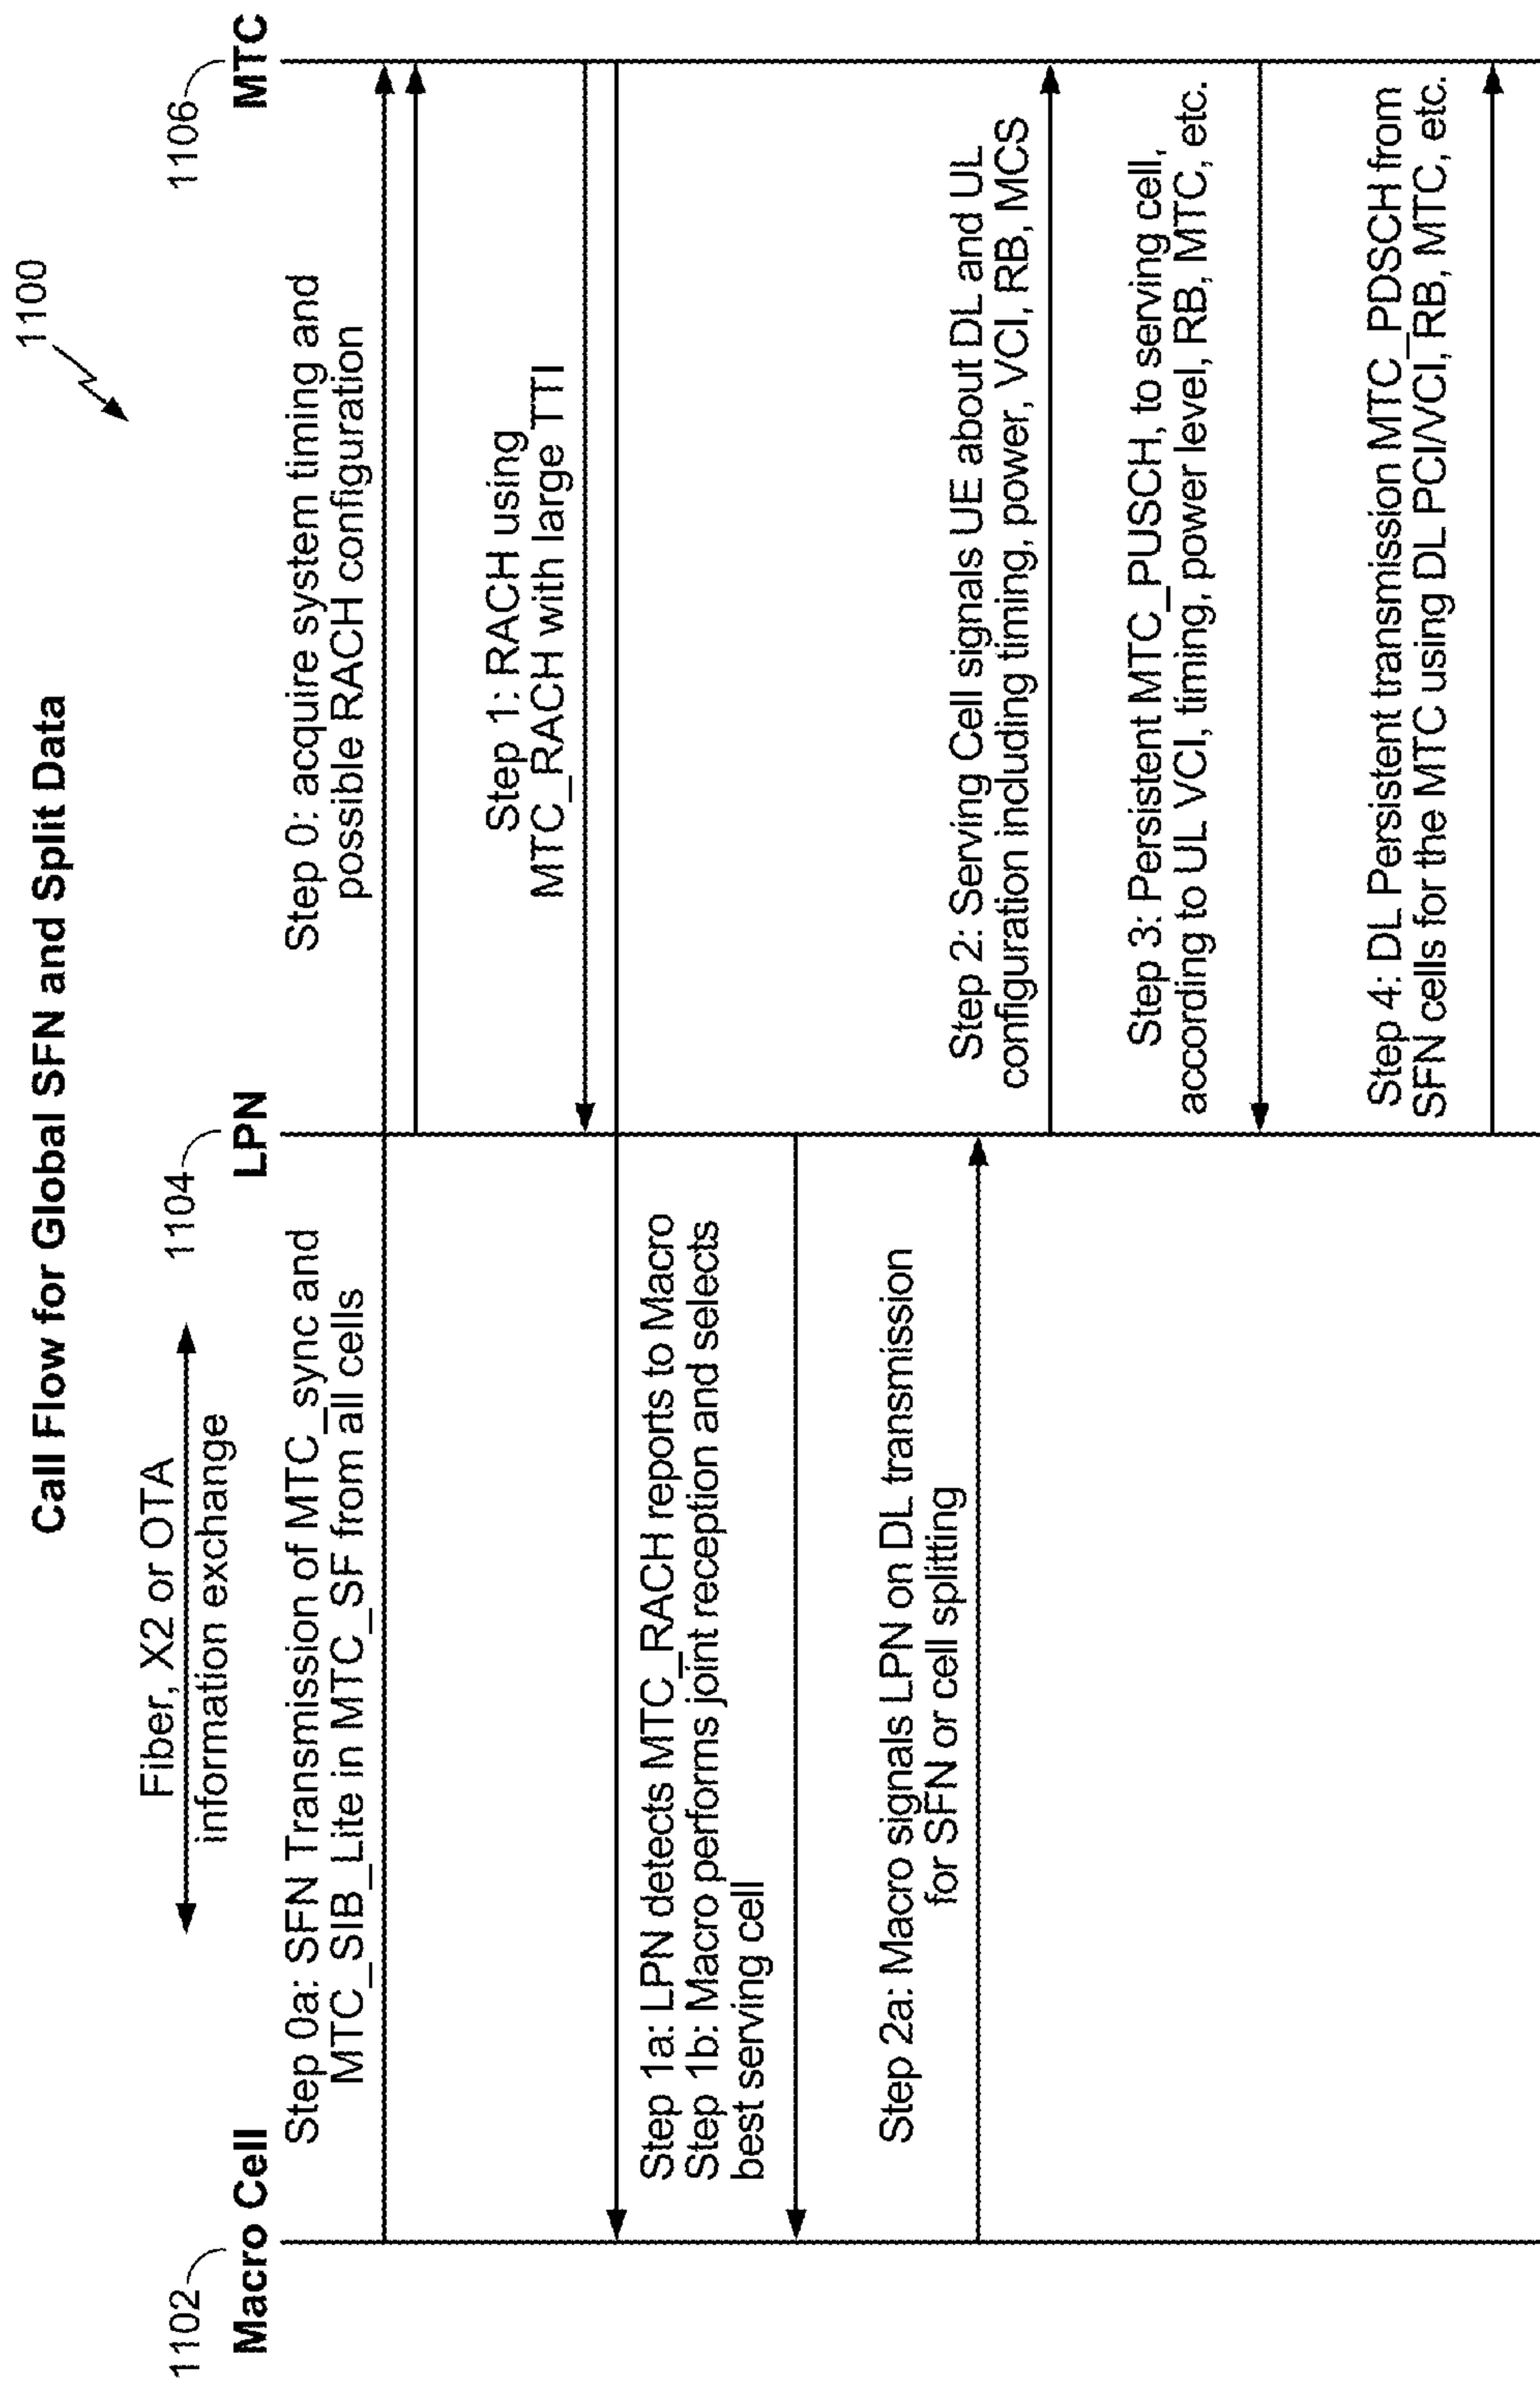 Call Flow for Global SFN and Split Data
1100
Fiber, X2 or OTA
information exchange
1102
Macro Cell
1104
LPN
1106
MTC
Step 0a: SFN Transmission of MTC_sync and
MTC_SIB_Lite in MTC_SF from all cells
Step 0: acquire system timing and
possible RACH configuration
Step 1: RACH using
MTC_RACH with large TTI
Step 1a: LPN detects MTC_RACH reports to Macro
Step 1b: Macro performs joint reception and selects
best serving cell
Step 2a: Macro signals LPN on DL transmission
for SFN or cell splitting
Step 2: Serving Cell signals UE about DL and UL
configuration including timing, power, VCI, RB, MCS
Step 3: Persistent MTC_PUSCH, to serving cell,
according to UL VCI, timing, power level, RB, MTC, etc.
Step 4: DL Persistent transmission MTC_PDSCH from
SFN cells for the MTC using DL PCI/VCI, RB, MTC, etc.